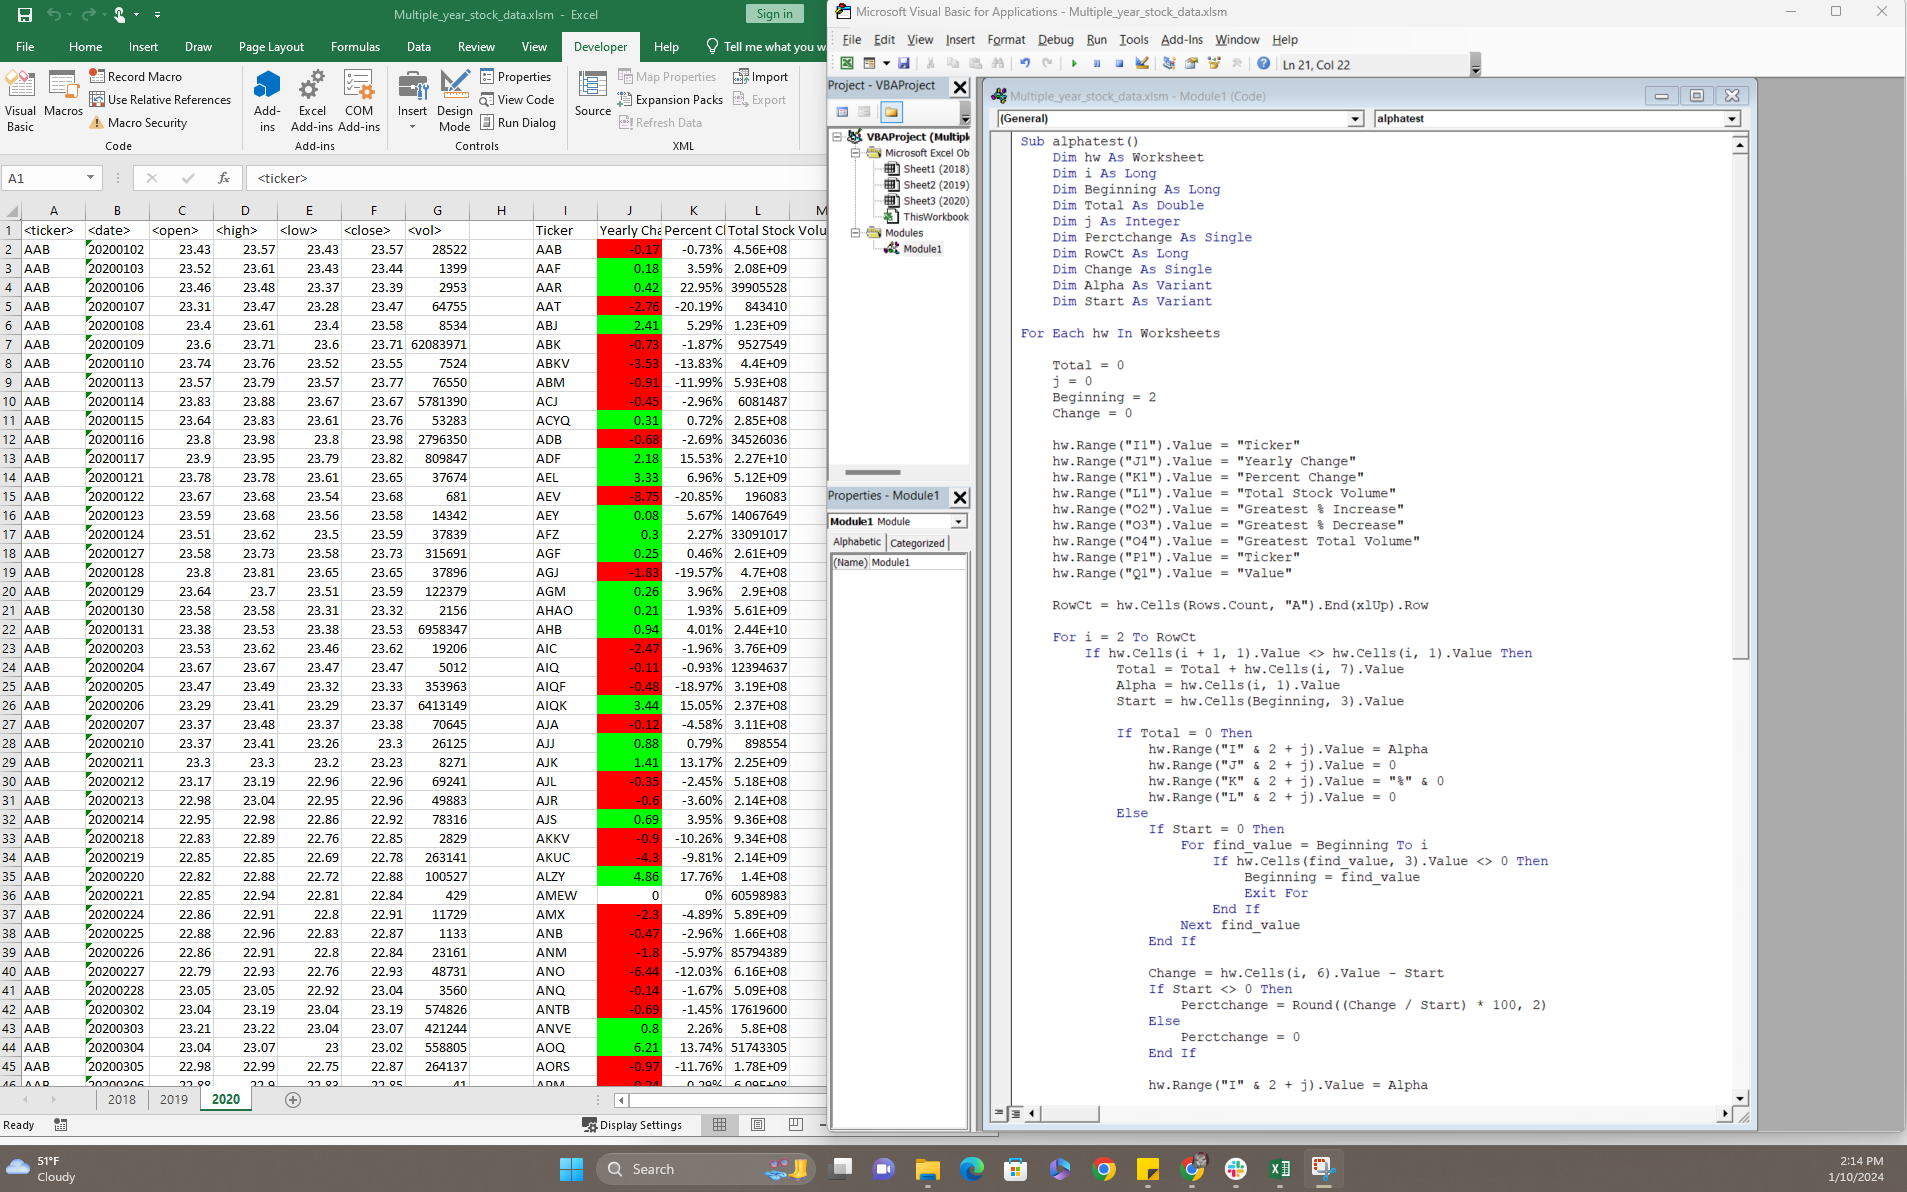 Multiple_year_stock_data.xlsm - Excel
Sign in
File Home Insert Draw Page Layout Formulas Data Review View Developer Help Tell me what you w
Visual Basic
Macros
Record Macro
Use Relative References
Macro Security
Code
Add-ins
Excel Add-ins
COM Add-ins
Add-ins
Insert
Design Mode
Properties
View Code
Run Dialog
Controls
Source
Map Properties
Expansion Packs
Refresh Data
Import
Export
XML
A1
fx
<ticker>
A B C D E F G H I J K L M
1 <ticker> <date> <open> <high> <low> <close> <vol> Ticker Yearly Cha Percent Cl Total Stock Volu
2 AAB 20200102 23.43 23.57 23.43 23.57 28522 AAB -0.17 -0.73% 4.56E+08
3 AAB 20200103 23.52 23.61 23.43 23.44 1399 AAF 0.18 3.59% 2.08E+09
4 AAB 20200106 23.46 23.48 23.37 23.39 2953 AAR 0.42 22.95% 39905528
5 AAB 20200107 23.31 23.47 23.28 23.47 64755 AAT -2.76 -20.19% 843410
6 AAB 20200108 23.4 23.61 23.4 23.58 8534 ABJ 2.41 5.29% 1.23E+09
7 AAB 20200109 23.6 23.71 23.6 23.71 62083971 ABK -0.73 -1.87% 9527549
8 AAB 20200110 23.74 23.76 23.52 23.55 7524 ABKV -3.53 -13.83% 4.4E+09
9 AAB 20200113 23.57 23.79 23.57 23.77 76550 ABM -0.91 -11.99% 5.93E+08
10 AAB 20200114 23.83 23.88 23.67 23.67 5781390 ACJ -0.45 -2.96% 6081487
11 AAB 20200115 23.64 23.83 23.61 23.76 53283 ACYQ 0.31 0.72% 2.85E+08
12 AAB 20200116 23.8 23.98 23.8 23.98 2796350 ADB -0.68 -2.69% 34526036
13 AAB 20200117 23.9 23.95 23.79 23.82 809847 ADF 2.18 15.53% 2.27E+10
14 AAB 20200121 23.78 23.78 23.61 23.65 37674 AEL 3.33 6.96% 5.12E+09
15 AAB 20200122 23.67 23.68 23.54 23.68 681 AEV -8.75 -20.85% 196083
16 AAB 20200123 23.59 23.68 23.56 23.58 14342 AEY 0.08 5.67% 14067649
17 AAB 20200124 23.51 23.62 23.5 23.59 37839 AFZ 0.3 2.27% 33091017
18 AAB 20200127 23.58 23.73 23.58 23.73 315691 AGF 0.25 0.46% 2.61E+09
19 AAB 20200128 23.8 23.81 23.65 23.65 37896 AGJ -1.83 -19.57% 4.7E+08
20 AAB 20200129 23.64 23.7 23.51 23.59 122379 AGM 0.26 3.96% 2.9E+08
21 AAB 20200130 23.58 23.58 23.31 23.32 2156 AHAO 0.21 1.93% 5.61E+09
22 AAB 20200131 23.38 23.53 23.38 23.53 6958347 AHB 0.94 4.01% 2.44E+10
23 AAB 20200203 23.53 23.62 23.46 23.62 19206 AIC -2.47 -1.96% 3.76E+09
24 AAB 20200204 23.67 23.67 23.47 23.47 5012 AIQ -0.11 -0.93% 12394637
25 AAB 20200205 23.47 23.49 23.32 23.33 353963 AIQF -0.48 -18.97% 3.19E+08
26 AAB 20200206 23.29 23.41 23.29 23.37 6413149 AIQK 3.44 15.05% 2.37E+08
27 AAB 20200207 23.37 23.48 23.37 23.38 70645 AJA -0.12 -4.58% 3.11E+08
28 AAB 20200210 23.37 23.41 23.26 23.3 26125 AJJ 0.88 0.79% 898554
29 AAB 20200211 23.3 23.3 23.2 23.23 8271 AJK 1.41 13.17% 2.25E+09
30 AAB 20200212 23.17 23.19 22.96 22.96 69241 AJL -0.35 -2.45% 5.18E+08
31 AAB 20200213 22.98 23.04 22.95 22.96 49883 AJR -0.6 -3.60% 2.14E+08
32 AAB 20200214 22.95 22.98 22.86 22.92 78316 AJS 0.69 3.95% 9.36E+08
33 AAB 20200218 22.83 22.89 22.76 22.85 2829 AKKV -0.9 -10.26% 9.34E+08
34 AAB 20200219 22.85 22.85 22.69 22.78 263141 AKUC -4.3 -9.81% 2.14E+09
35 AAB 20200220 22.82 22.88 22.72 22.88 100527 ALZY 4.86 17.76% 1.4E+08
36 AAB 20200221 22.85 22.94 22.81 22.84 429 AMEW 0 0% 60598983
37 AAB 20200224 22.86 22.91 22.8 22.91 11729 AMX -2.3 -4.89% 5.89E+09
38 AAB 20200225 22.88 22.96 22.83 22.87 1133 ANB -0.47 -2.96% 1.66E+08
39 AAB 20200226 22.86 22.91 22.8 22.84 23161 ANM -1.8 -5.97% 85794389
40 AAB 20200227 22.79 22.93 22.76 22.93 48731 ANO -6.44 -12.03% 6.16E+08
41 AAB 20200228 23.05 23.05 22.92 23.04 3560 ANQ -0.14 -1.67% 5.09E+08
42 AAB 20200302 23.04 23.19 23.04 23.19 574826 ANTB -0.69 -1.45% 17619600
43 AAB 20200303 23.21 23.22 23.04 23.07 421244 ANVE 0.8 2.26% 5.8E+08
44 AAB 20200304 23.04 23.07 23 23.02 558805 AOQ 6.21 13.74% 51743305
45 AAB 20200305 22.98 22.99 22.75 22.87 264137 AORS -0.97 -11.76% 1.78E+09
2018 2019 2020
Ready
Display Settings
Microsoft Visual Basic for Applications - Multiple_year_stock_data.xlsm
File Edit View Insert Format Debug Run Tools Add-Ins Window Help
Ln 21, Col 22
Project - VBAProject
VBAProject (Multipl
Microsoft Excel Ob
Sheet1 (2018)
Sheet2 (2019)
Sheet3 (2020)
ThisWorkbook
Modules
Module1
Properties - Module1
Module1 Module
Alphabetic Categorized
(Name) Module1
Multiple_year_stock_data.xlsm - Module1 (Code)
(General) alphatest
Sub alphatest()
Dim hw As Worksheet
Dim i As Long
Dim Beginning As Long
Dim Total As Double
Dim j As Integer
Dim Perctchange As Single
Dim RowCt As Long
Dim Change As Single
Dim Alpha As Variant
Dim Start As Variant
For Each hw In Worksheets
Total = 0
j = 0
Beginning = 2
Change = 0
hw.Range("I1").Value = "Ticker"
hw.Range("J1").Value = "Yearly Change"
hw.Range("K1").Value = "Percent Change"
hw.Range("L1").Value = "Total Stock Volume"
hw.Range("O2").Value = "Greatest % Increase"
hw.Range("O3").Value = "Greatest % Decrease"
hw.Range("O4").Value = "Greatest Total Volume"
hw.Range("P1").Value = "Ticker"
hw.Range("Q1").Value = "Value"
RowCt = hw.Cells(Rows.Count, "A").End(xlUp).Row
For i = 2 To RowCt
If hw.Cells(i + 1, 1).Value <> hw.Cells(i, 1).Value Then
Total = Total + hw.Cells(i, 7).Value
Alpha = hw.Cells(i, 1).Value
Start = hw.Cells(Beginning, 3).Value
If Total = 0 Then
hw.Range("I" & 2 + j).Value = Alpha
hw.Range("J" & 2 + j).Value = 0
hw.Range("K" & 2 + j).Value = "%" & 0
hw.Range("L" & 2 + j).Value = 0
Else
If Start = 0 Then
For find_value = Beginning To i
If hw.Cells(find_value, 3).Value <> 0 Then
Beginning = find_value
Exit For
End If
Next find_value
End If
Change = hw.Cells(i, 6).Value - Start
If Start <> 0 Then
Perctchange = Round((Change / Start) * 100, 2)
Else
Perctchange = 0
End If
hw.Range("I" & 2 + j).Value = Alpha
51°F
Cloudy
Search
2:14 PM
1/10/2024